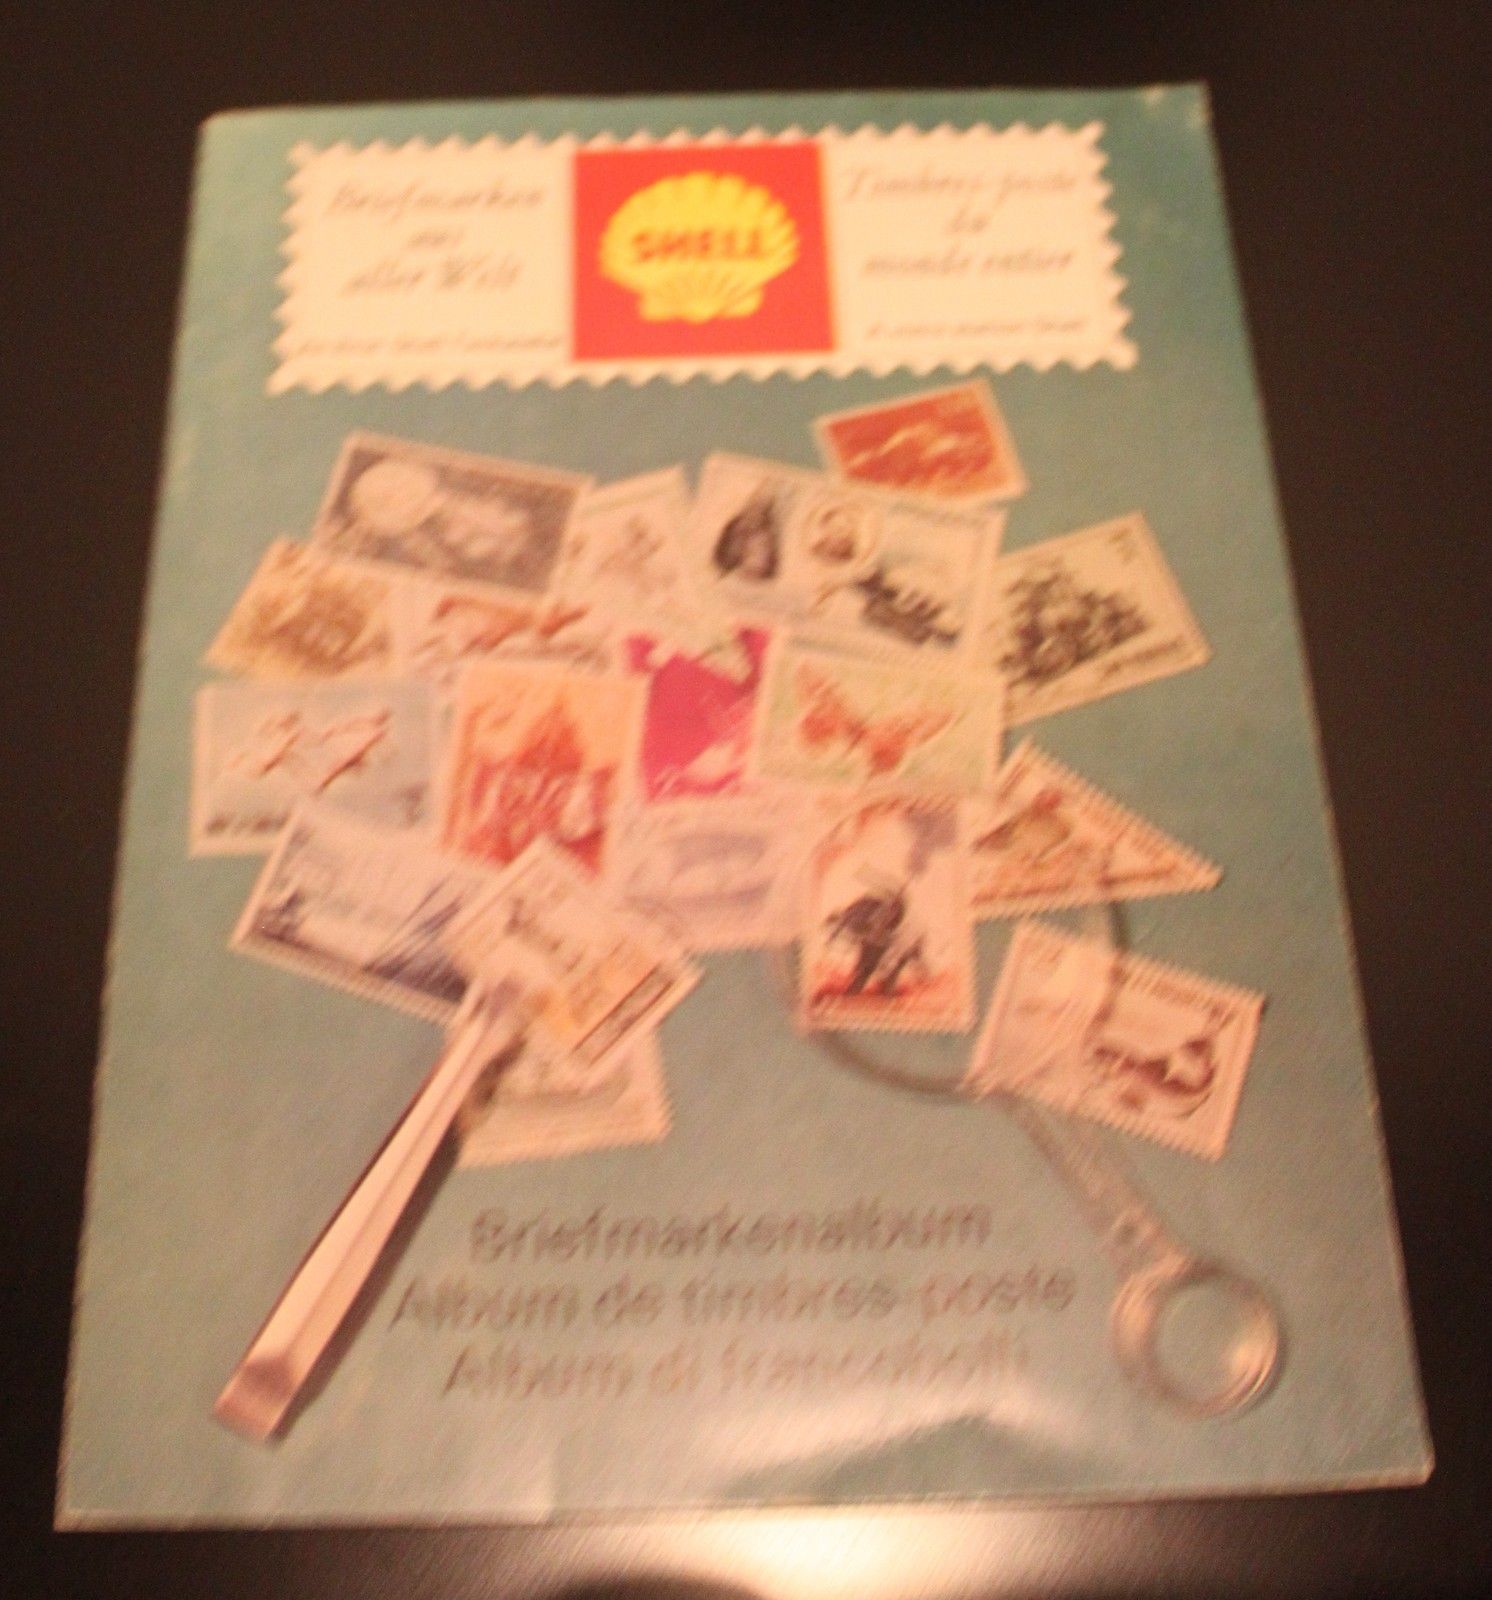 Briefmarken
aus
aller Welt
SHELL
Timbres-poste
du
monde entier
Briefmarkenalbum
Album de timbres-poste
Album di francobolli